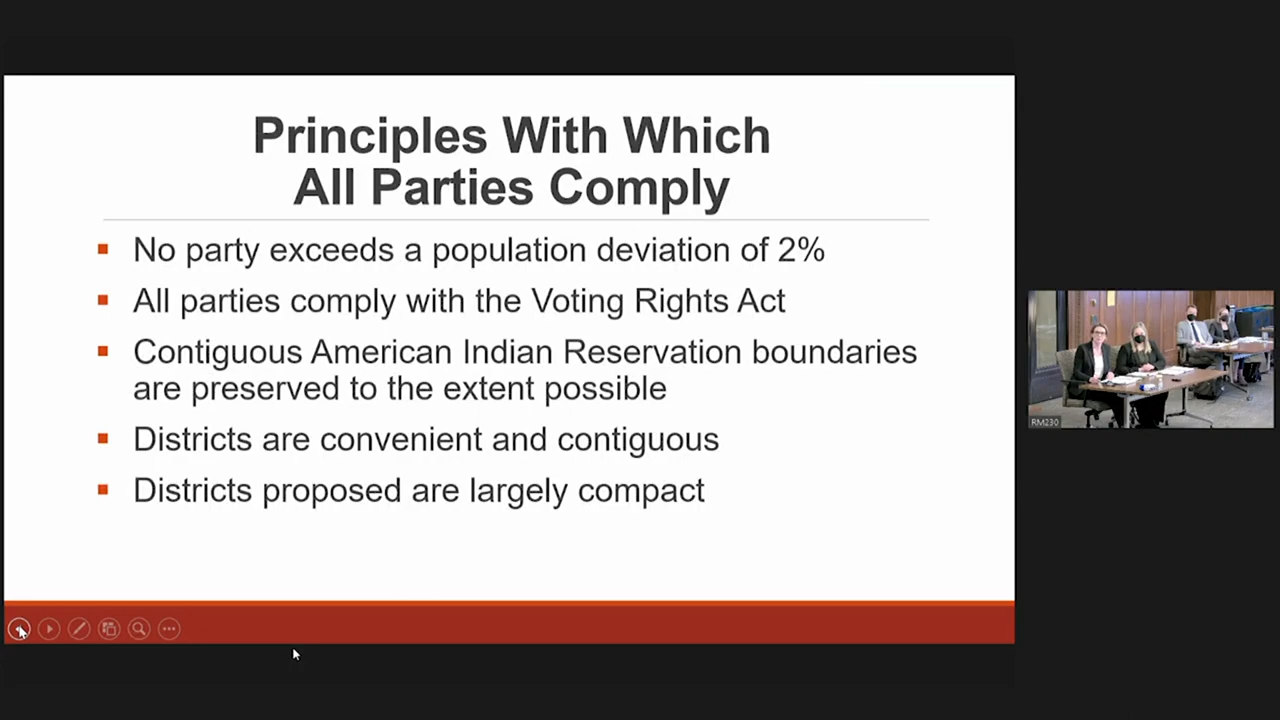 Principles With Which
All Parties Comply
No party exceeds a population deviation of 2%
All parties comply with the Voting Rights Act
Contiguous American Indian Reservation boundaries
are preserved to the extent possible
Districts are convenient and contiguous
Districts proposed are largely compact
RM230